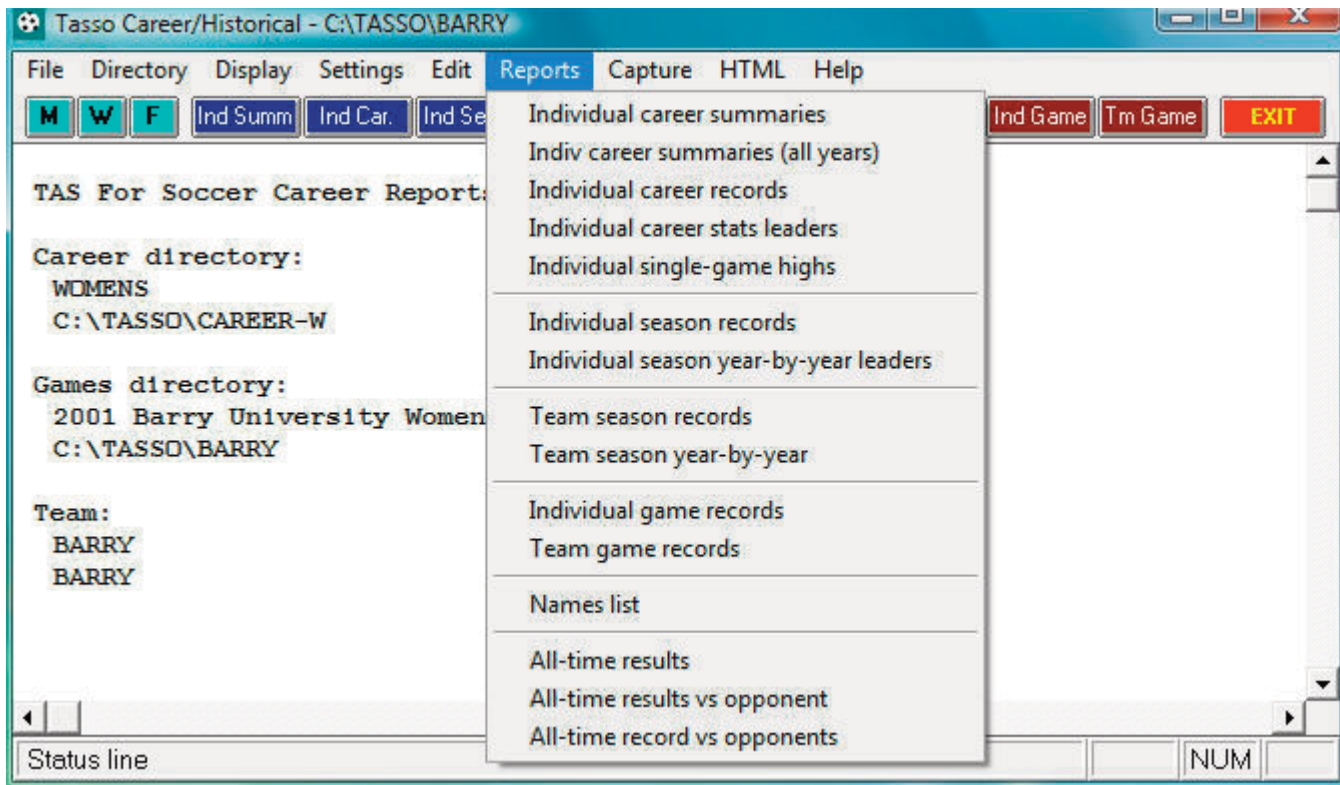 Tasso Career/Historical - C:\TASSO\BARRY
File Directory Display Settings Edit Reports Capture HTML Help
M W F Ind Summ Ind Car. Ind Se Ind Game Tm Game EXIT
TAS For Soccer Career Report
Career directory:
WOMENS
C:\TASSO\CAREER-W
Games directory:
2001 Barry University Women
C:\TASSO\BARRY
Team:
BARRY
BARRY
Individual career summaries
Indiv career summaries (all years)
Individual career records
Individual career stats leaders
Individual single-game highs
Individual season records
Individual season year-by-year leaders
Team season records
Team season year-by-year
Individual game records
Team game records
Names list
All-time results
All-time results vs opponent
All-time record vs opponents
Status line
NUM